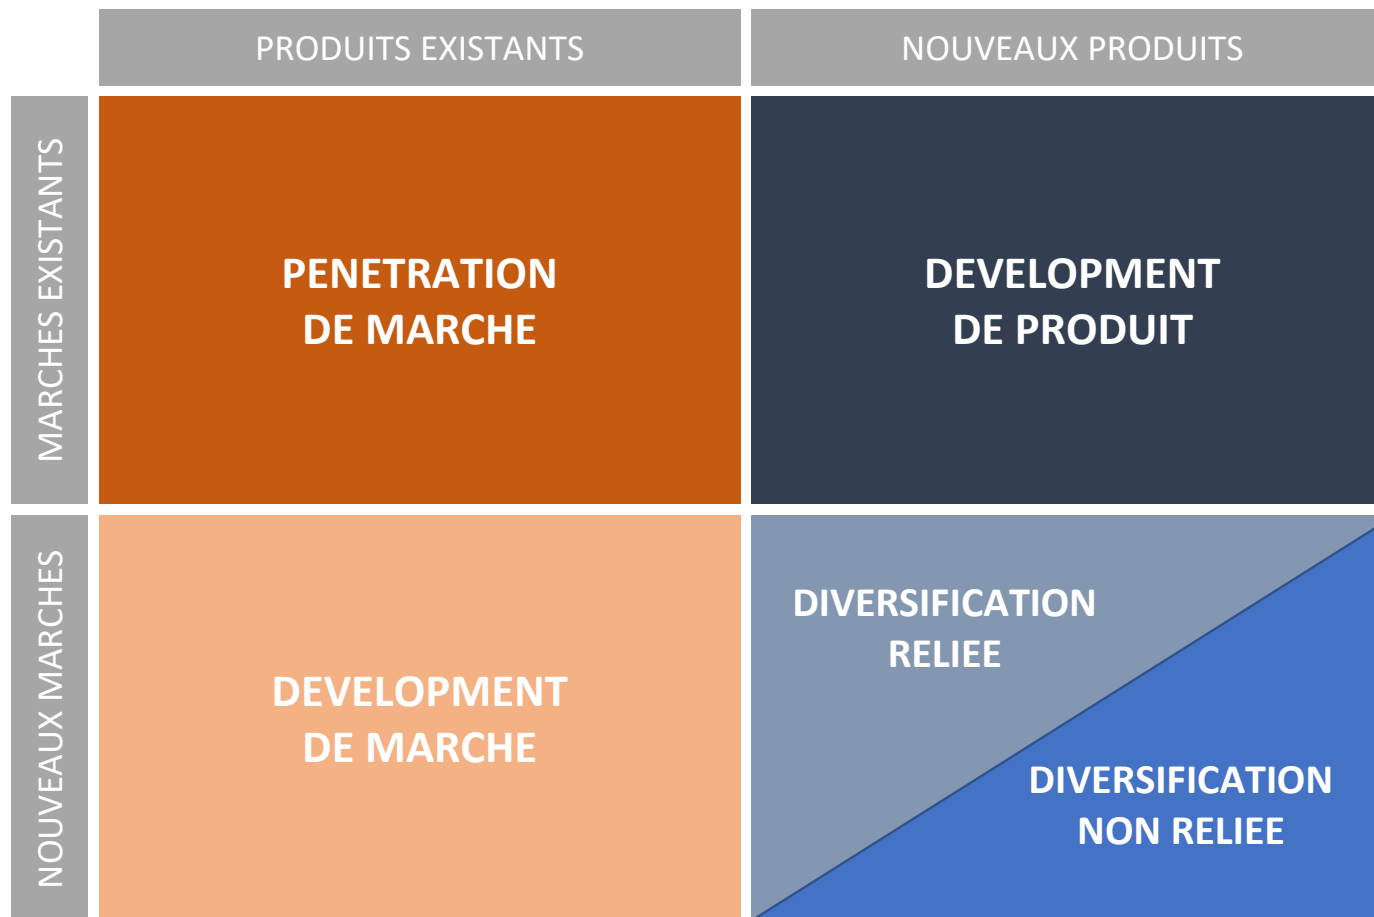 PRODUITS EXISTANTS
NOUVEAUX PRODUITS
MARCHES EXISTANTS
PENETRATION
DE MARCHE
DEVELOPMENT
DE PRODUIT
NOUVEAUX MARCHES
DEVELOPMENT
DE MARCHE
DIVERSIFICATION
RELIEE
DIVERSIFICATION
NON RELIEE